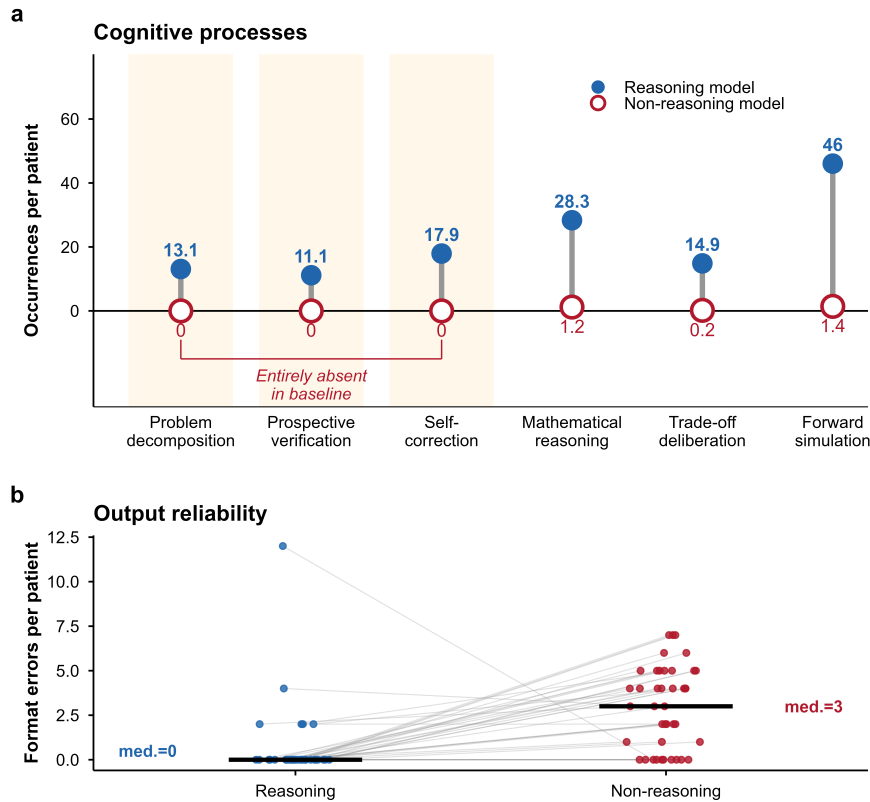 a
Cognitive processes
Occurrences per patient
60
40
20
0
Reasoning model
Non-reasoning model
13.1
11.1
17.9
28.3
14.9
46
0
0
0
1.2
0.2
1.4
Entirely absent
in baseline
Problem
decomposition
Prospective
verification
Self-
correction
Mathematical
reasoning
Trade-off
deliberation
Forward
simulation
b
Output reliability
Format errors per patient
12.5
10.0
7.5
5.0
2.5
0.0
med.=0
med.=3
Reasoning
Non-reasoning